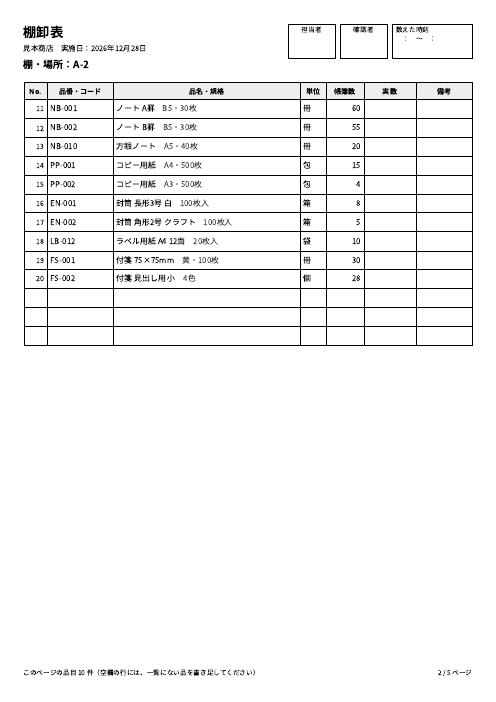 棚卸表
見本商店　実施日：2026年12月28日
棚・場所：A-2
担当者
確認者
数えた時刻
：　～　：
No. 品番・コード 品名・規格 単位 帳簿数 実数 備考
11 NB-001 ノート A罫　B5・30枚 冊 60
12 NB-002 ノート B罫　B5・30枚 冊 55
13 NB-010 方眼ノート　A5・40枚 冊 20
14 PP-001 コピー用紙　A4・500枚 包 15
15 PP-002 コピー用紙　A3・500枚 包 4
16 EN-001 封筒 長形3号 白　100枚入 箱 8
17 EN-002 封筒 角形2号 クラフト　100枚入 箱 5
18 LB-012 ラベル用紙 A4 12面　20枚入 袋 10
19 FS-001 付箋 75×75mm　黄・100枚 冊 30
20 FS-002 付箋 見出し用 小　4色 個 28
このページの品目 10 件（空欄の行には、一覧にない品を書き足してください）
2 / 5 ページ